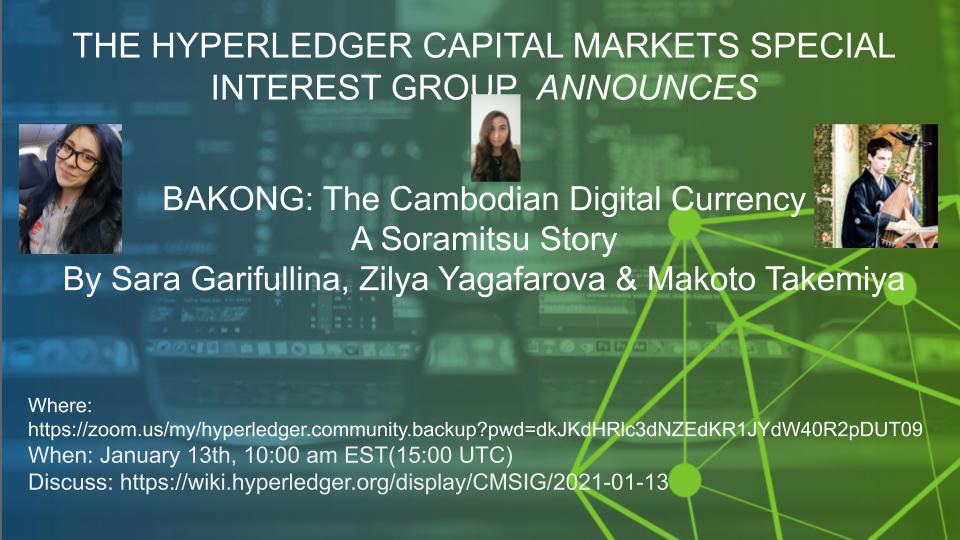 THE HYPERLEDGER CAPITAL MARKETS SPECIAL
INTEREST GROUP ANNOUNCES
BAKONG: The Cambodian Digital Currency
A Soramitsu Story
By Sara Garifullina, Zilya Yagafarova & Makoto Takemiya
Where:
https://zoom.us/my/hyperledger.community.backup?pwd=dkJKdHRlc3dNZEdKR1JYdW40R2pDUT09
When: January 13th, 10:00 am EST(15:00 UTC)
Discuss: https://wiki.hyperledger.org/display/CMSIG/2021-01-13